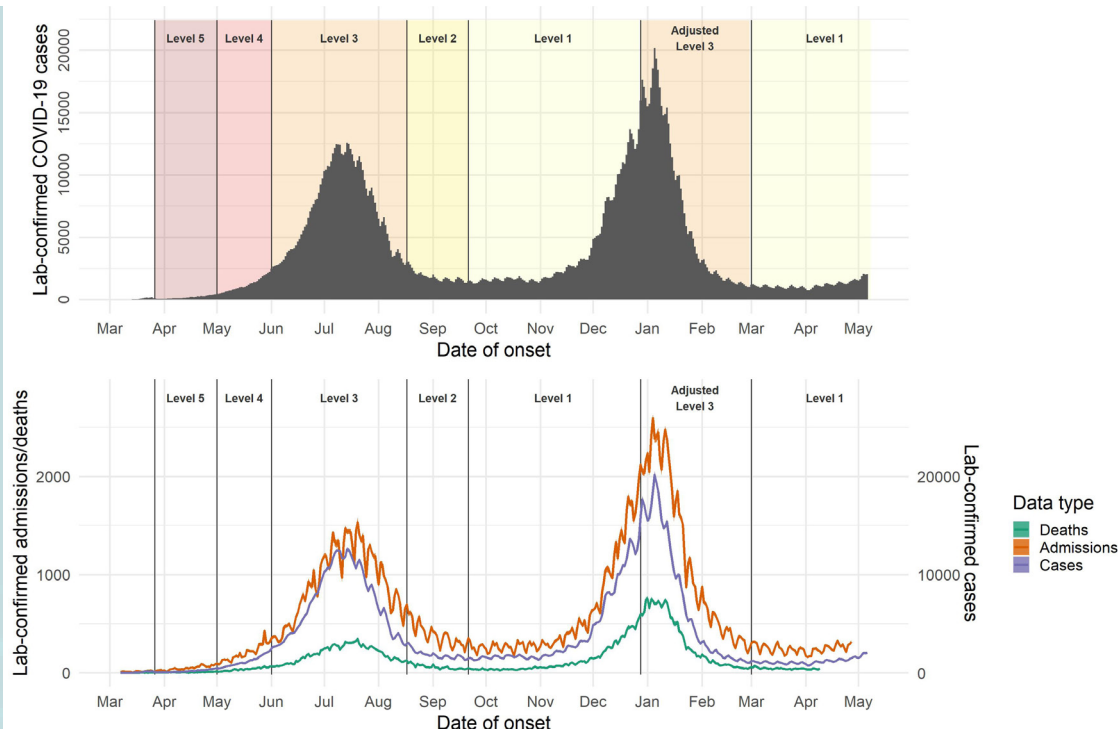 Level 5 Level 4 Level 3 Level 2 Level 1 Adjusted Level 3 Level 1
Lab-confirmed COVID-19 cases
20000
15000
10000
5000
0
Mar Apr May Jun Jul Aug Sep Oct Nov Dec Jan Feb Mar Apr May
Date of onset
Level 5 Level 4 Level 3 Level 2 Level 1 Adjusted Level 3 Level 1
Lab-confirmed admissions/deaths
2000
1000
0
20000
10000
0
Lab-confirmed cases
Mar Apr May Jun Jul Aug Sep Oct Nov Dec Jan Feb Mar Apr May
Date of onset
Data type
Deaths
Admissions
Cases